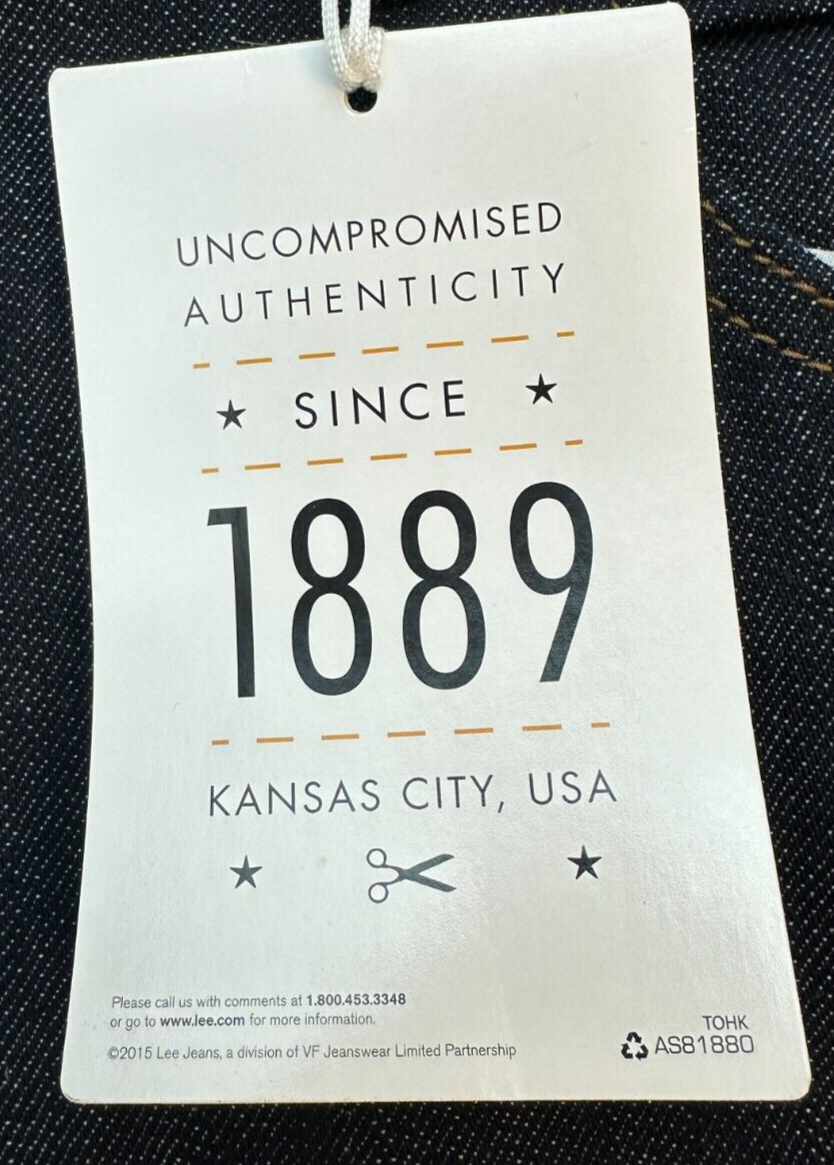 UNCOMPROMISED
AUTHENTICITY
SINCE
1889
KANSAS CITY, USA
Please call us with comments at 1.800.453.3348
or go to www.lee.com for more information.
©2015 Lee Jeans, a division of VF Jeanswear Limited Partnership
TOHK
AS81880